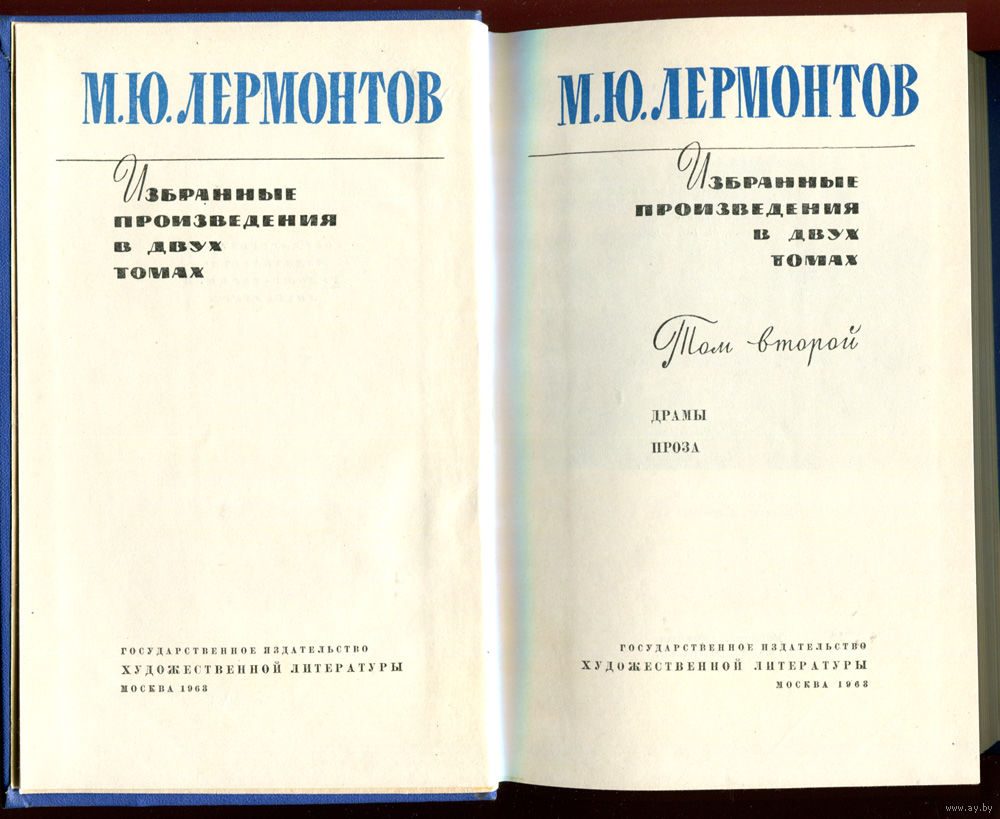 М.Ю.ЛЕРМОНТОВ
Избранные
произведения
в двух
томах
ГОСУДАРСТВЕННОЕ ИЗДАТЕЛЬСТВО
ХУДОЖЕСТВЕННОЙ ЛИТЕРАТУРЫ
МОСКВА 1963
М.Ю.ЛЕРМОНТОВ
Избранные
произведения
в двух
томах
Том второй
ДРАМЫ
ПРОЗА
ГОСУДАРСТВЕННОЕ ИЗДАТЕЛЬСТВО
ХУДОЖЕСТВЕННОЙ ЛИТЕРАТУРЫ
МОСКВА 1963
www.ay.by